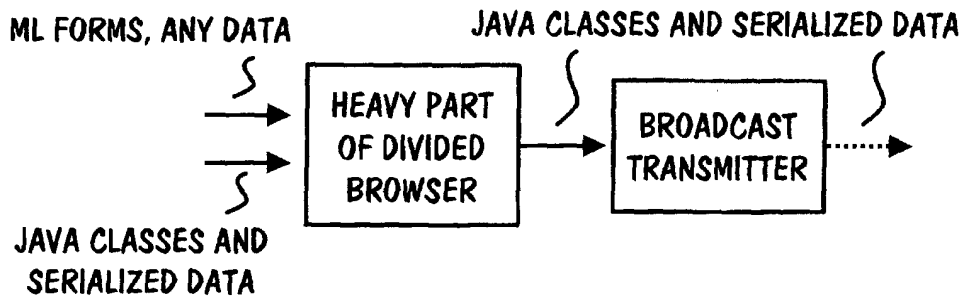 ML FORMS, ANY DATA
JAVA CLASSES AND SERIALIZED DATA
HEAVY PART
OF DIVIDED
BROWSER
BROADCAST
TRANSMITTER
JAVA CLASSES AND
SERIALIZED DATA